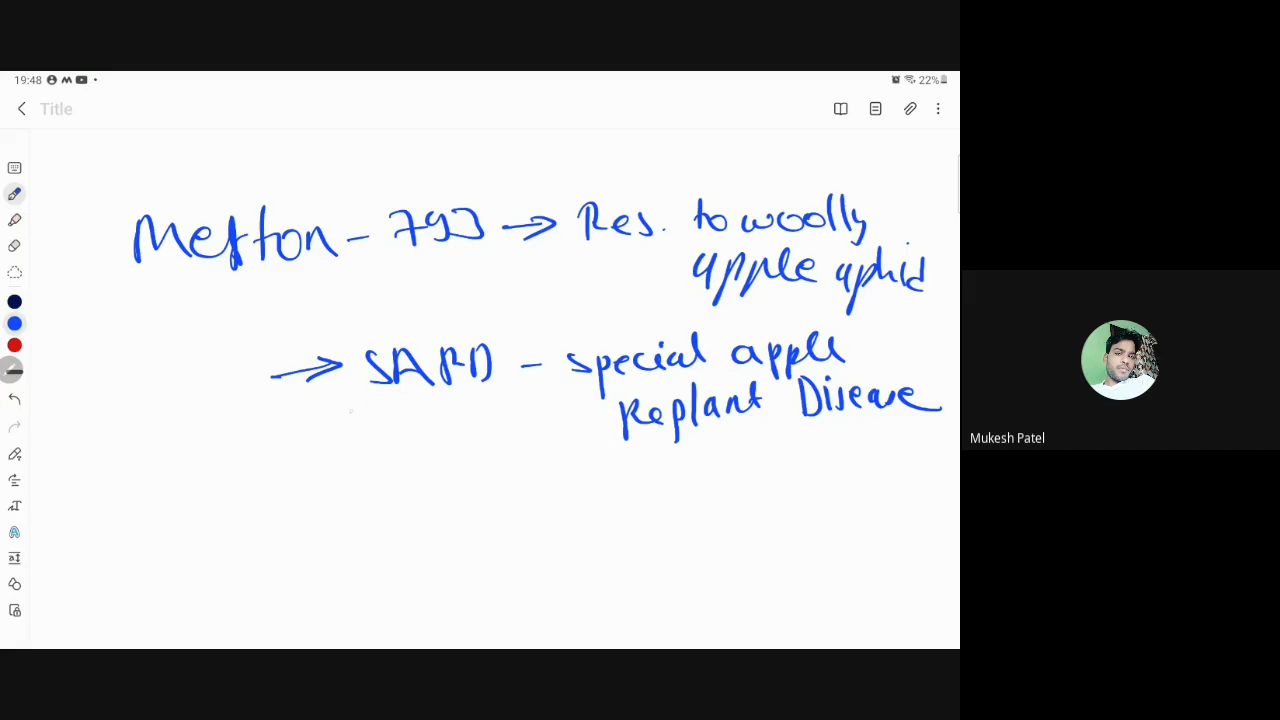 19:48
22%
Title
Merton - 793 → Res. to woolly
apple aphid
→ SARD - special apple
Replant Disease
Mukesh Patel